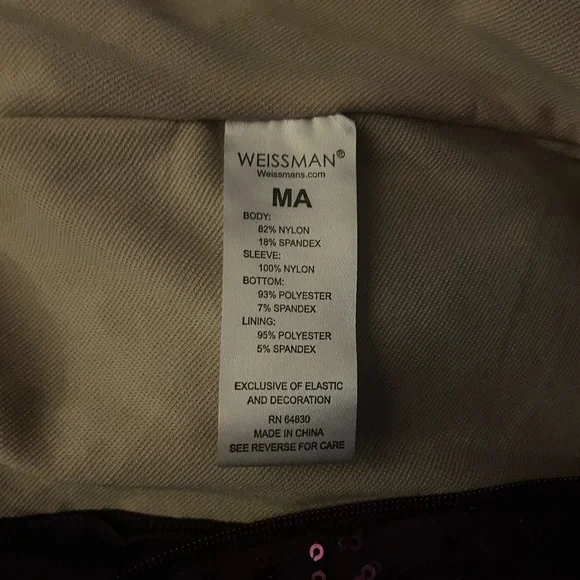 WEISSMAN®
Weissmans.com
MA
BODY:
82% NYLON
18% SPANDEX
SLEEVE:
100% NYLON
BOTTOM:
93% POLYESTER
7% SPANDEX
LINING:
95% POLYESTER
5% SPANDEX
EXCLUSIVE OF ELASTIC
AND DECORATION
RN 64830
MADE IN CHINA
SEE REVERSE FOR CARE